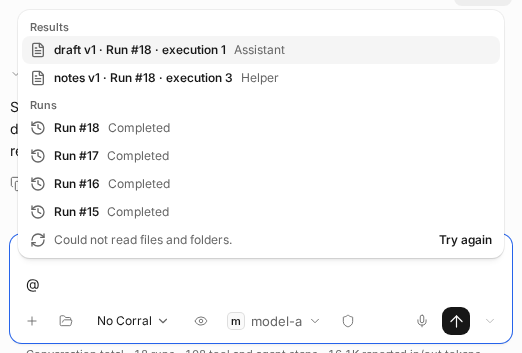 Results
draft v1 · Run #18 · execution 1 Assistant
notes v1 · Run #18 · execution 3 Helper
Runs
Run #18 Completed
Run #17 Completed
Run #16 Completed
Run #15 Completed
Could not read files and folders. Try again
@
No Corral m model-a